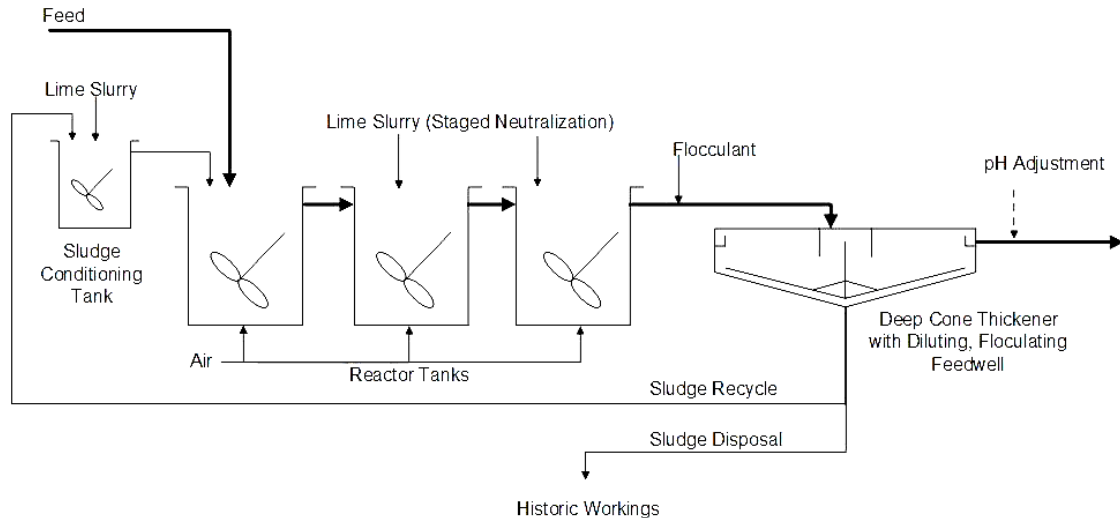 Feed
Lime Slurry
Lime Slurry (Staged Neutralization)
Flocculant
pH Adjustment
Sludge
Conditioning
Tank
Air
Reactor Tanks
Deep Cone Thickener
with Diluting, Floculating
Feedwell
Sludge Recycle
Sludge Disposal
Historic Workings